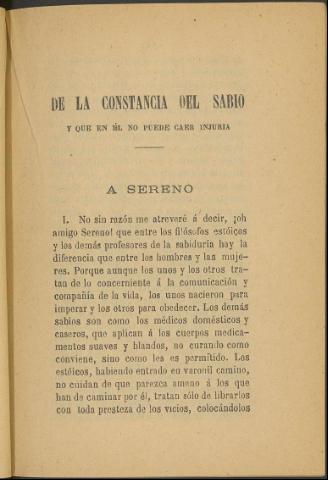 DE LA CONSTANCIA DEL SABIO
Y QUE EN ÉL NO PUEDE CAER INJURIA
A SERENO
I. No sin razón me atreveré á decir, ¡oh
amigo Sereno! que entre los filósofos estóicos
y los demás profesores de la sabiduría hay la
diferencia que entre los hombres y las muje-
res. Porque aunque los unos y los otros tra-
tan de lo concerniente á la comunicación y
compañía de la vida, los unos nacieron para
imperar y los otros para obedecer. Los demás
sabios son como los médicos domésticos y
caseros, que aplican á los cuerpos medica-
mentos suaves y blandos, no curando como
conviene, sino como les es permitido. Los
estóicos, habiendo entrado en varonil camino,
no cuidan de que parezca ameno á los que
han de caminar por él, tratan sólo de librarlos
con toda presteza de los vicios, colocándolos